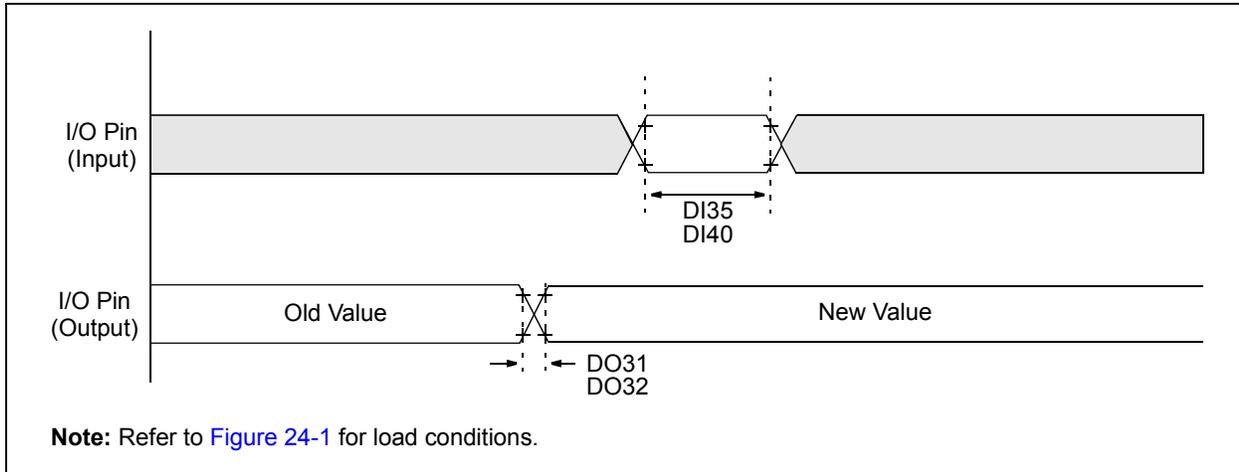 I/O Pin
(Input)
DI35
DI40
I/O Pin
(Output)
Old Value
New Value
DO31
DO32
Note: Refer to Figure 24-1 for load conditions.